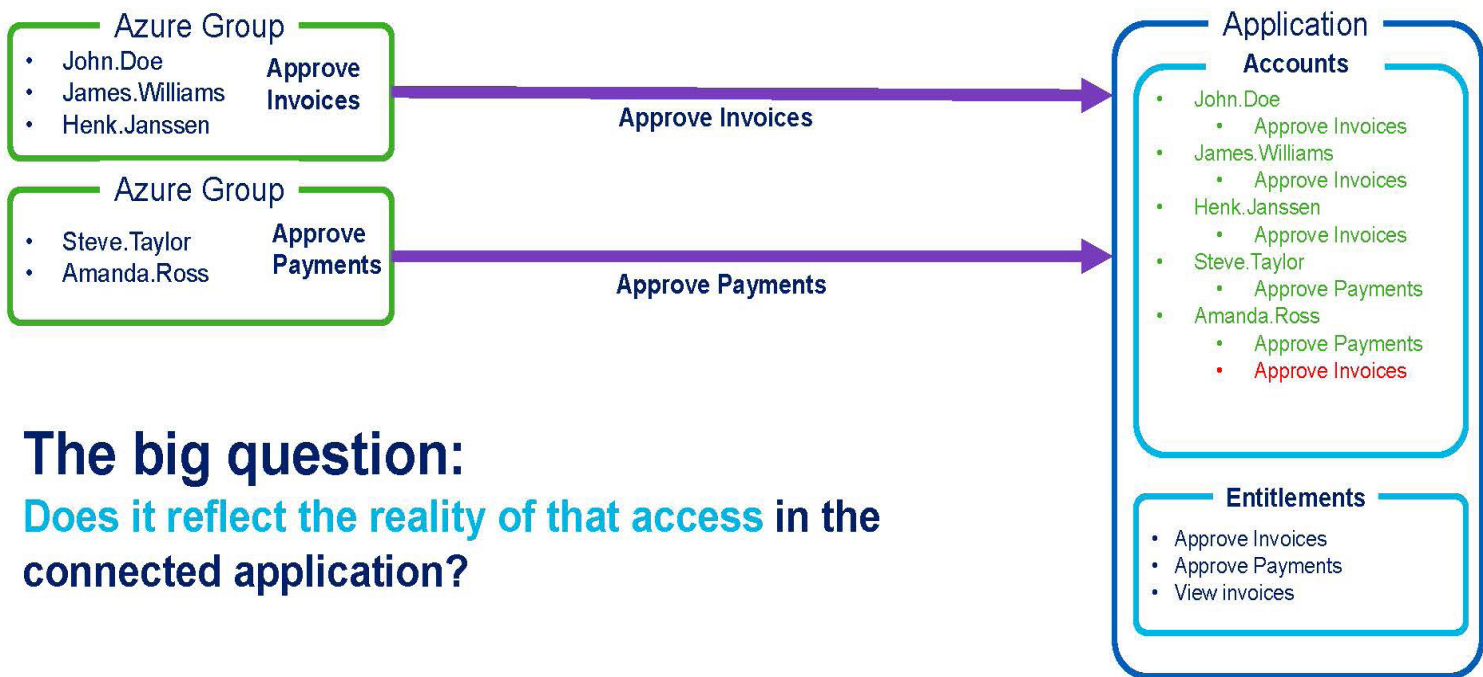 Azure Group
• John.Doe
• James.Williams
• Henk.Janssen
Approve
Invoices
Approve Invoices
Azure Group
• Steve.Taylor
• Amanda.Ross
Approve
Payments
Approve Payments
The big question:
Does it reflect the reality of that access in the
connected application?
Application
Accounts
• John.Doe
• Approve Invoices
• James.Williams
• Approve Invoices
• Henk.Janssen
• Approve Invoices
• Steve.Taylor
• Approve Payments
• Amanda.Ross
• Approve Payments
• Approve Invoices
Entitlements
• Approve Invoices
• Approve Payments
• View invoices